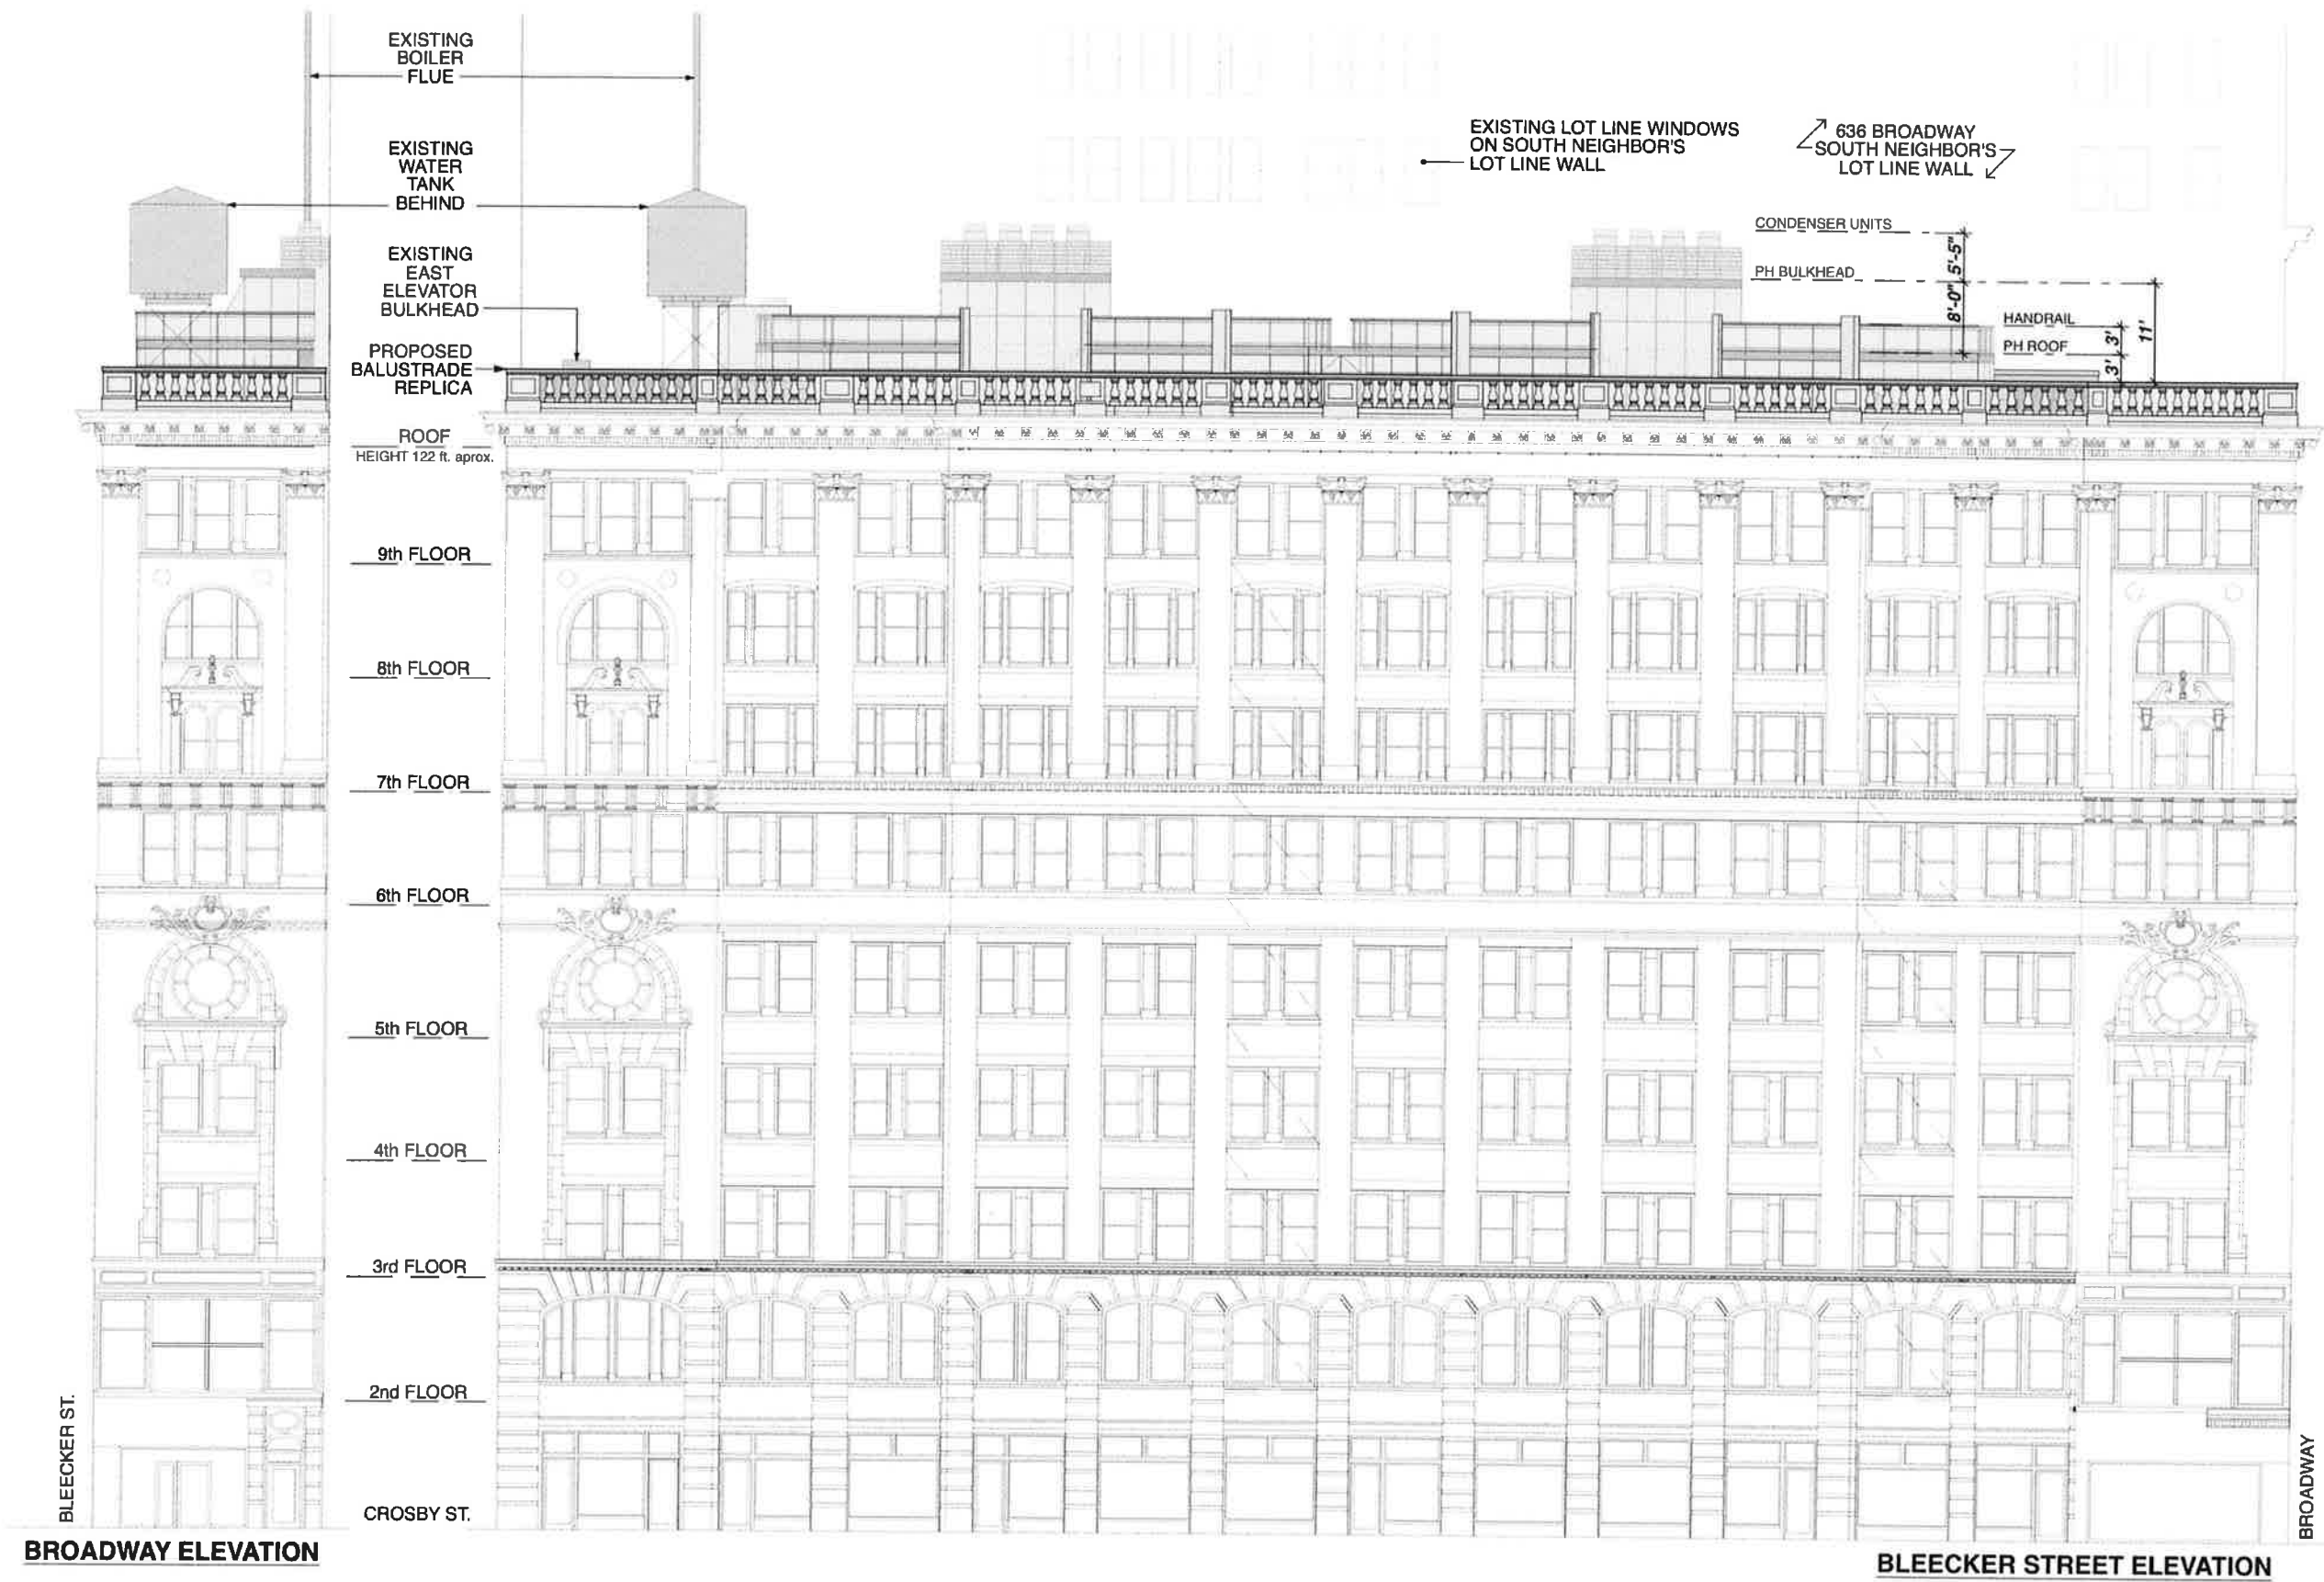 EXISTING
BOILER
FLUE
EXISTING
WATER
TANK
BEHIND
EXISTING
EAST
ELEVATOR
BULKHEAD
PROPOSED
BALUSTRADE
REPLICA
ROOF
HEIGHT 122 ft. aprox.
9th FLOOR
8th FLOOR
7th FLOOR
6th FLOOR
5th FLOOR
4th FLOOR
3rd FLOOR
2nd FLOOR
CROSBY ST.
BLEECKER ST.
BROADWAY ELEVATION
EXISTING LOT LINE WINDOWS
ON SOUTH NEIGHBOR'S
LOT LINE WALL
636 BROADWAY
SOUTH NEIGHBOR'S
LOT LINE WALL
CONDENSER UNITS
5'-5"
PH BULKHEAD
8'-0"
HANDRAIL
3'
PH ROOF
3'
11'
BROADWAY
BLEECKER STREET ELEVATION